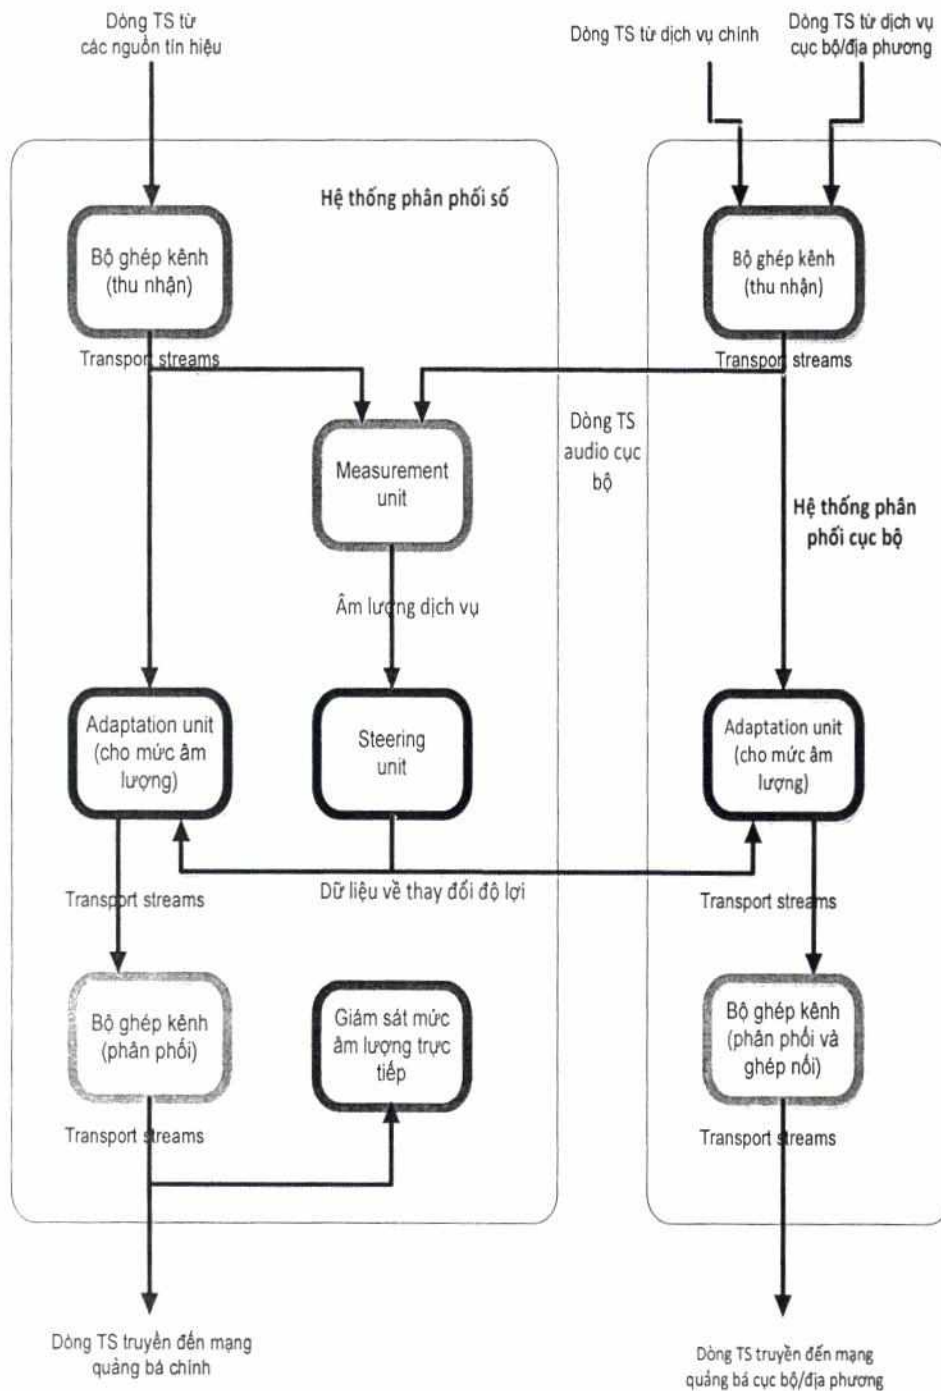 Dòng TS từ
các nguồn tín hiệu
Dòng TS từ dịch vụ chính
Dòng TS từ dịch vụ
cục bộ/địa phương
Hệ thống phân phối số
Bộ ghép kênh
(thu nhận)
Bộ ghép kênh
(thu nhận)
Transport streams
Transport streams
Dòng TS
audio cục
bộ
Measurement
unit
Hệ thống phân
phối cục bộ
Âm lượng dịch vụ
Adaptation unit
(cho mức âm
lượng)
Steering
unit
Adaptation unit
(cho mức âm
lượng)
Transport streams
Dữ liệu về thay đổi độ lợi
Transport streams
Bộ ghép kênh
(phân phối)
Giám sát mức
âm lượng trực
tiếp
Bộ ghép kênh
(phân phối và
ghép nối)
Transport streams
Transport streams
Dòng TS truyền đến mạng
quảng bá chính
Dòng TS truyền đến mạng
quảng bá cục bộ/địa phương